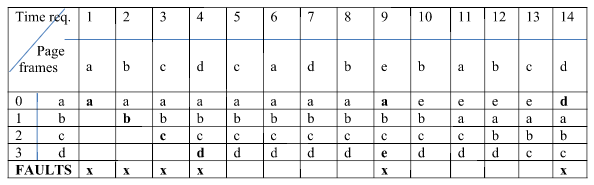 Time req. 1 2 3 4 5 6 7 8 9 10 11 12 13 14
Page
frames a b c d c a d b e b a b c d
0 a a a a a a a a a a e e e e d
1 b b b b b b b b b b a a a a
2 c c c c c c c c c c b b b
3 d d d d d d e d d d c c
FAULTS x x x x x x